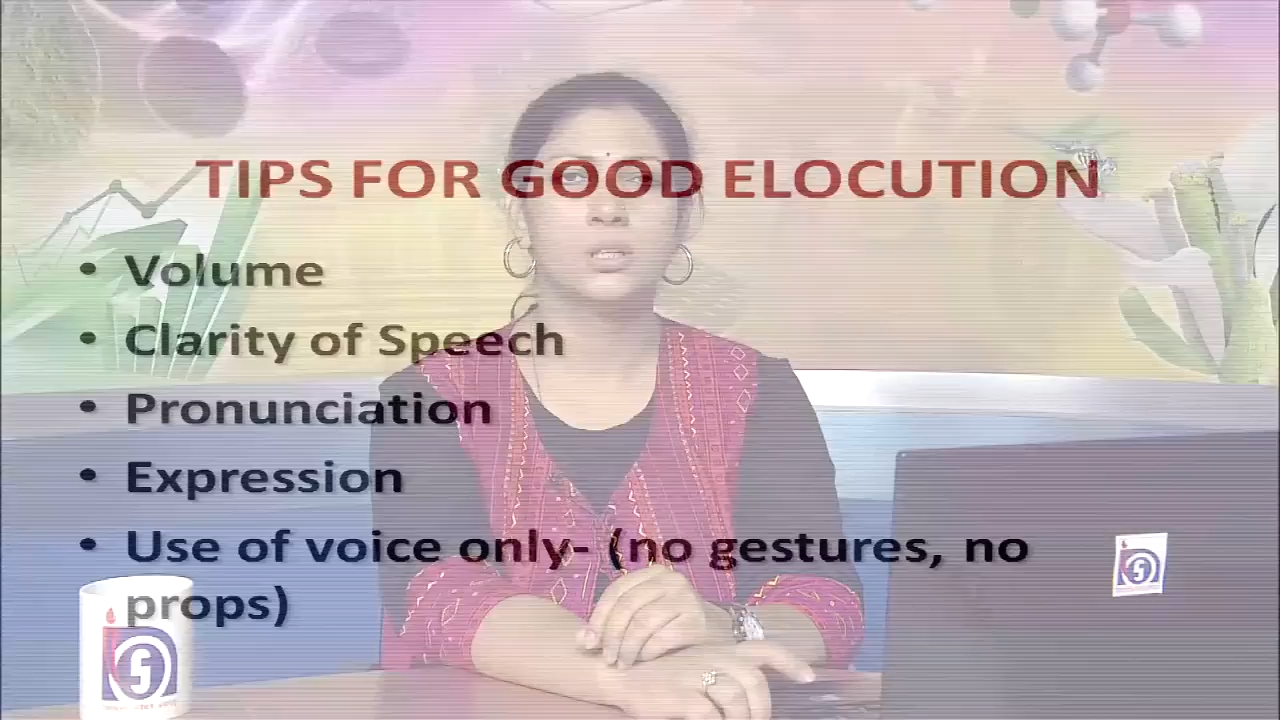 TIPS FOR GOOD ELOCUTION
• Volume
• Clarity of Speech
• Pronunciation
• Expression
• Use of voice only- (no gestures, no
props)